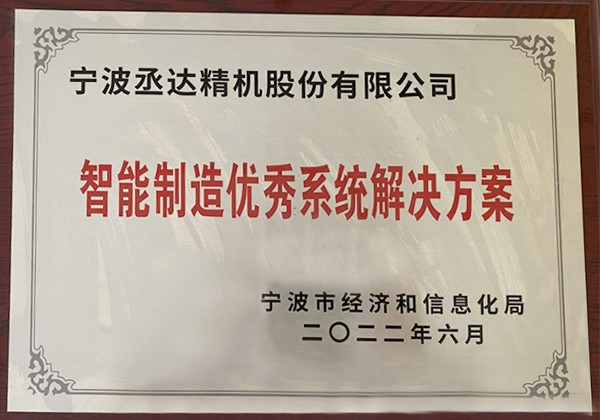 宁波丞达精机股份有限公司
智能制造优秀系统解决方案
宁波市经济和信息化局
二〇二二年六月